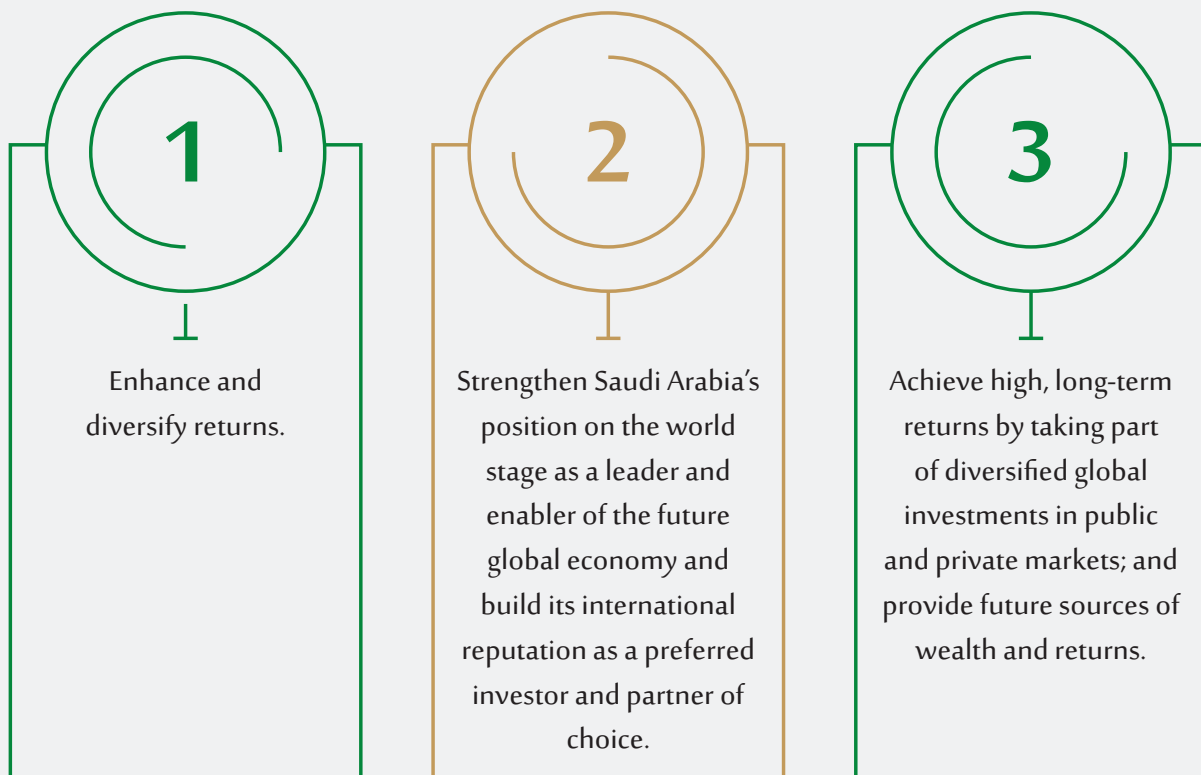 1
Enhance and
diversify returns.
2
Strengthen Saudi Arabia’s
position on the world
stage as a leader and
enabler of the future
global economy and
build its international
reputation as a preferred
investor and partner of
choice.
3
Achieve high, long-term
returns by taking part
of diversified global
investments in public
and private markets; and
provide future sources of
wealth and returns.